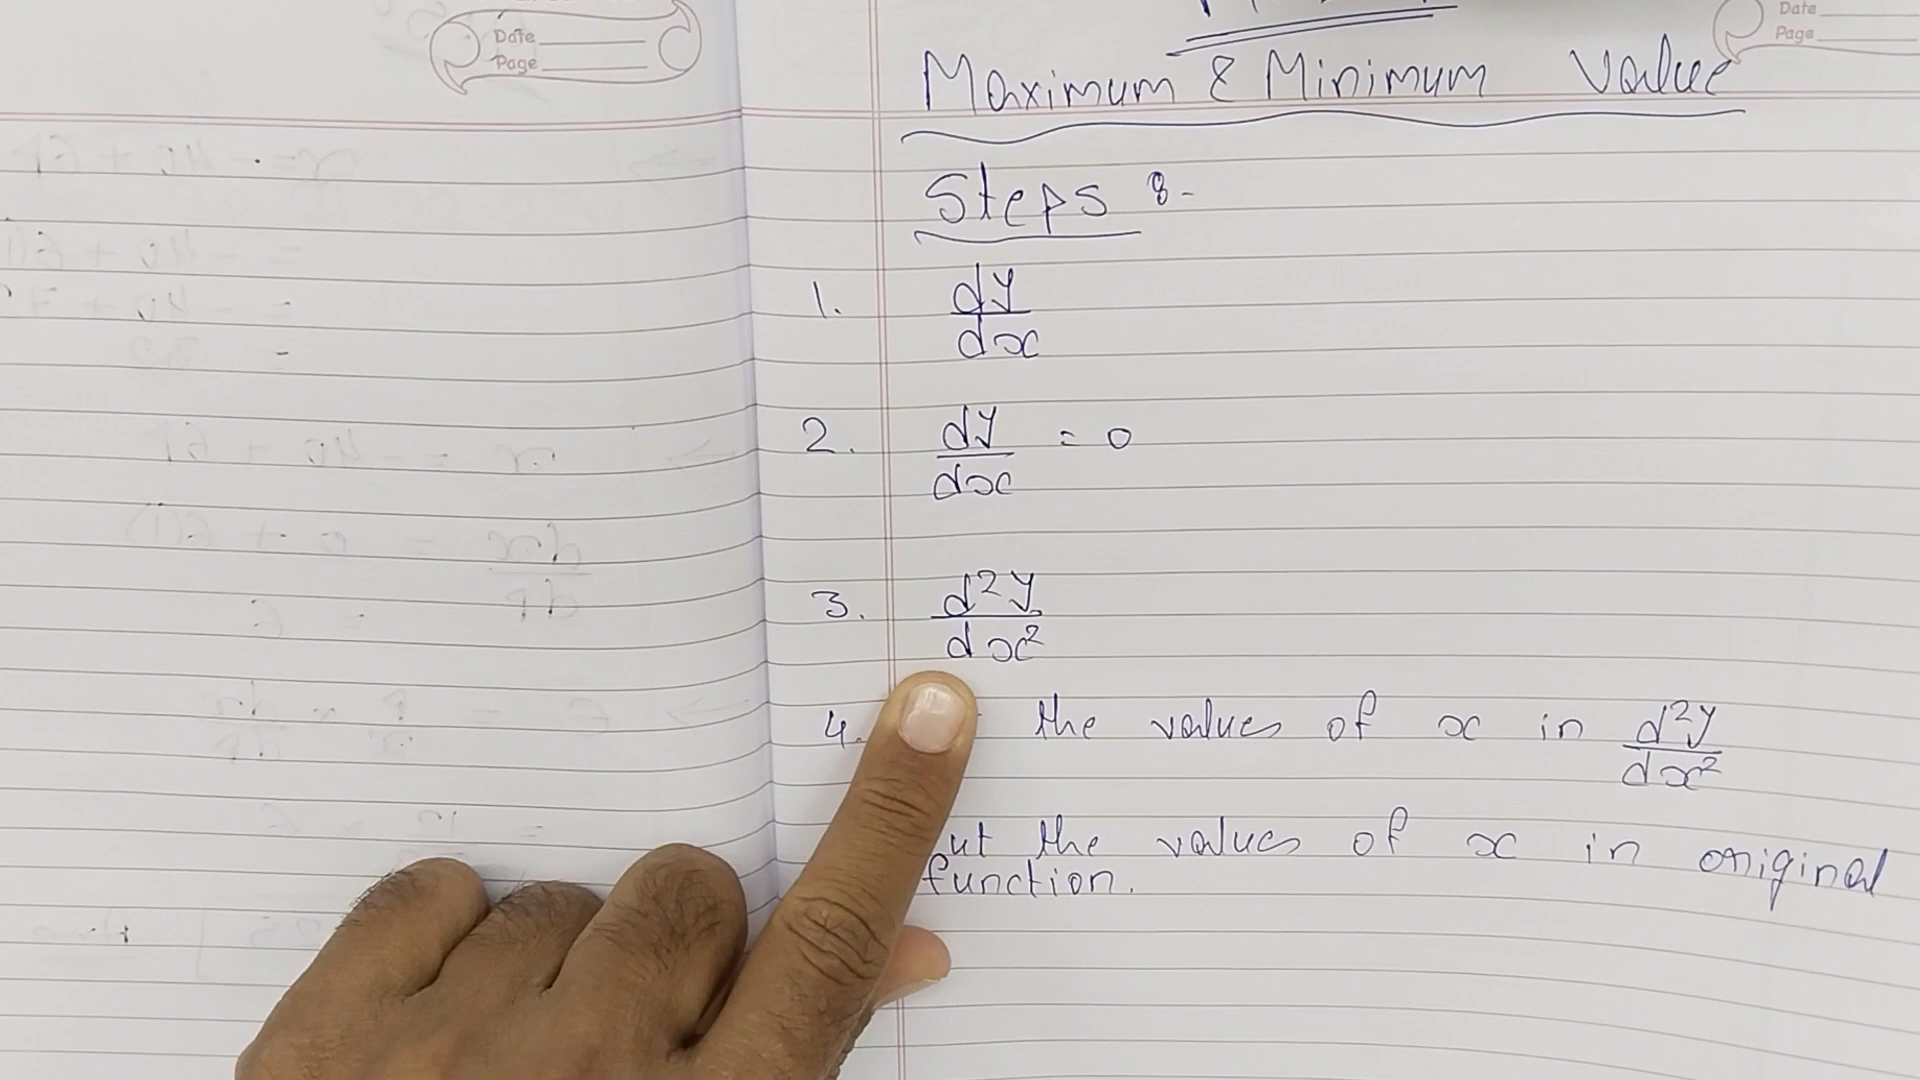 Date
Page
Date
Page
Maximum & Minimum Value
Steps :-
1. dy/dx
2. dy/dx = 0
3. d²y/dx²
4. the values of x in d²y/dx²
the values of x in original
function.